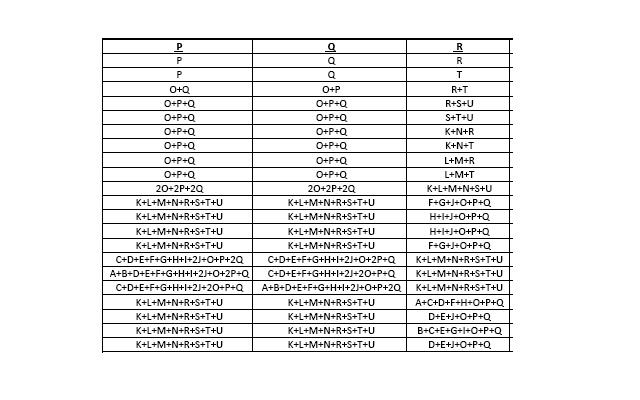 P Q R
P Q R
P Q T
O+Q O+P R+T
O+P+Q O+P+Q R+S+U
O+P+Q O+P+Q S+T+U
O+P+Q O+P+Q K+N+R
O+P+Q O+P+Q K+N+T
O+P+Q O+P+Q L+M+R
O+P+Q O+P+Q L+M+T
2O+2P+2Q 2O+2P+2Q K+L+M+N+S+U
K+L+M+N+R+S+T+U K+L+M+N+R+S+T+U F+G+J+O+P+Q
K+L+M+N+R+S+T+U K+L+M+N+R+S+T+U H+I+J+O+P+Q
K+L+M+N+R+S+T+U K+L+M+N+R+S+T+U H+I+J+O+P+Q
K+L+M+N+R+S+T+U K+L+M+N+R+S+T+U F+G+J+O+P+Q
C+D+E+F+G+H+I+2J+O+P+2Q C+D+E+F+G+H+I+2J+O+2P+Q K+L+M+N+R+S+T+U
A+B+D+E+F+G+H+I+2J+O+2P+Q C+D+E+F+G+H+I+2J+2O+P+Q K+L+M+N+R+S+T+U
C+D+E+F+G+H+I+2J+2O+P+Q A+B+D+E+F+G+H+I+2J+O+P+2Q K+L+M+N+R+S+T+U
K+L+M+N+R+S+T+U K+L+M+N+R+S+T+U A+C+D+F+H+O+P+Q
K+L+M+N+R+S+T+U K+L+M+N+R+S+T+U D+E+J+O+P+Q
K+L+M+N+R+S+T+U K+L+M+N+R+S+T+U B+C+E+G+I+O+P+Q
K+L+M+N+R+S+T+U K+L+M+N+R+S+T+U D+E+J+O+P+Q